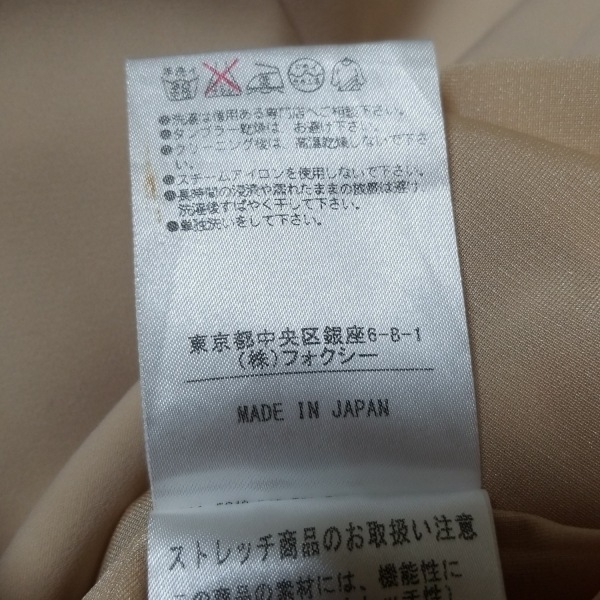 手洗イ
●洗濯は信用ある専門店へご相談下さい。
●タンブラー乾燥は、お避け下さい。
●クリーニング後は、高温乾燥しないで下さ
い。
●スチームアイロンを使用しないで下さい。
●長時間の浸漬や濡れたままの放置は避け
洗濯後すばやく干して下さい。
●単独洗いをして下さい。
東京都中央区銀座6-8-1
(株)フォクシー
MADE IN JAPAN
ストレッチ商品のお取扱い注意
この商品の素材には、機能性に